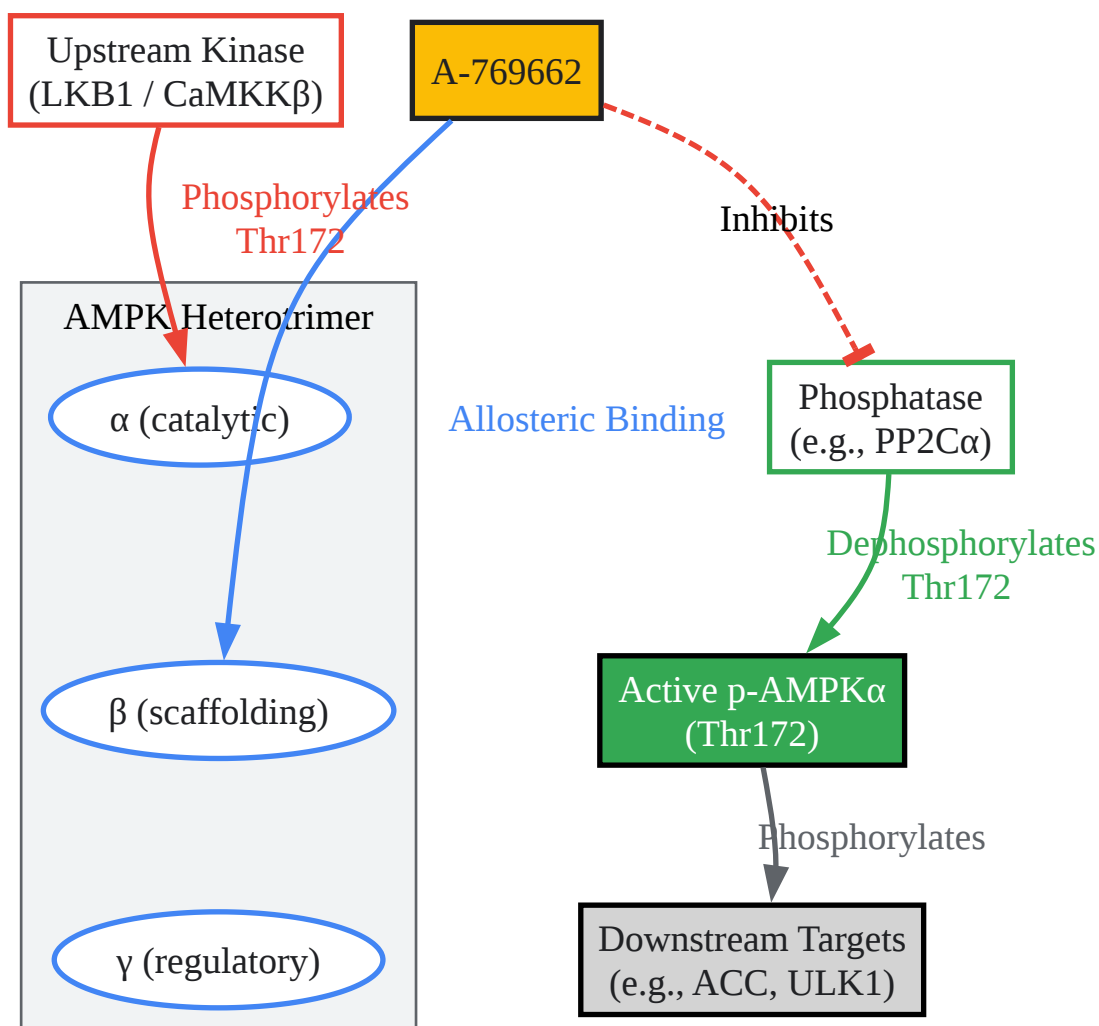 Upstream Kinase
(LKB1 / CaMKKβ)
A-769662
Phosphorylates
Thr172
Inhibits
AMPK Heterotrimer
α (catalytic)
Allosteric Binding
Phosphatase
(e.g., PP2Cα)
Dephosphorylates
Thr172
β (scaffolding)
Active p-AMPKα
(Thr172)
Phosphorylates
γ (regulatory)
Downstream Targets
(e.g., ACC, ULK1)